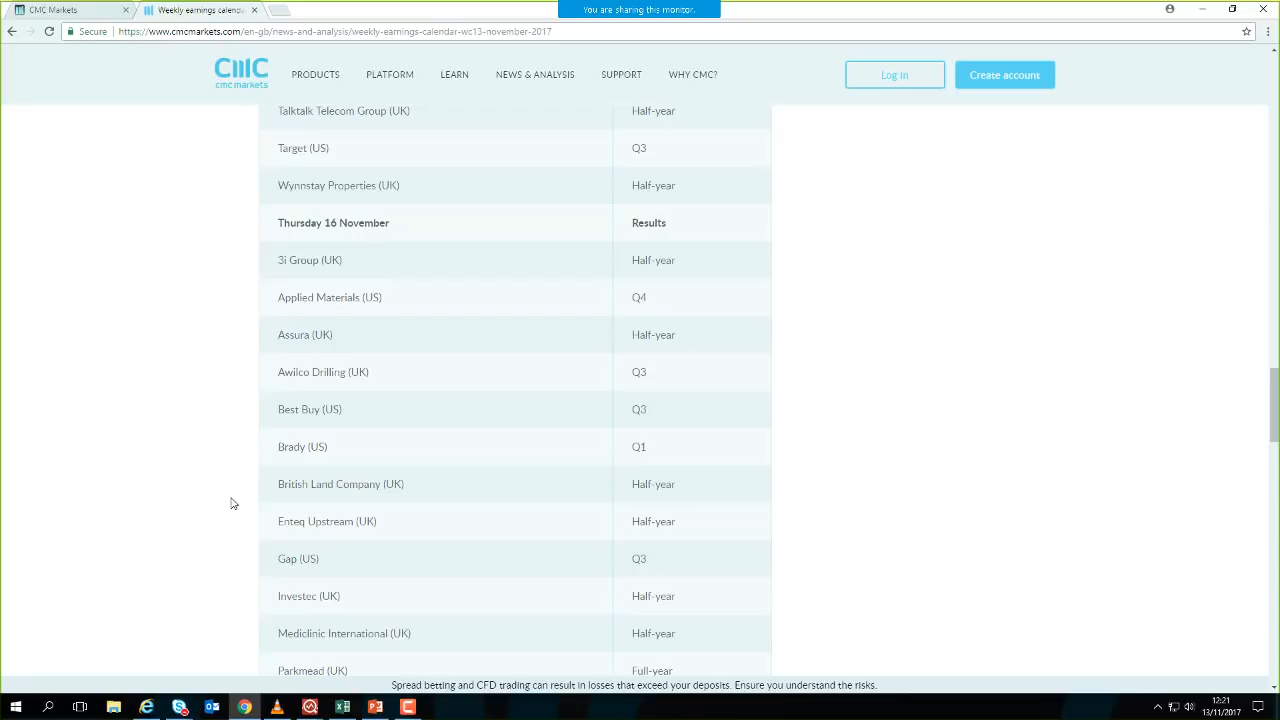 CMC Markets
Weekly earnings calenda
You are sharing this monitor.
Secure https://www.cmcmarkets.com/en-gb/news-and-analysis/weekly-earnings-calendar-wc13-november-2017
cmc markets PRODUCTS PLATFORM LEARN NEWS & ANALYSIS SUPPORT WHY CMC? Log in Create account
Talktalk Telecom Group (UK) Half-year
Target (US) Q3
Wynnstay Properties (UK) Half-year
Thursday 16 November Results
3i Group (UK) Half-year
Applied Materials (US) Q4
Assura (UK) Half-year
Awilco Drilling (UK) Q3
Best Buy (US) Q3
Brady (US) Q1
British Land Company (UK) Half-year
Enteq Upstream (UK) Half-year
Gap (US) Q3
Investec (UK) Half-year
Mediclinic International (UK) Half-year
Parkmead (UK) Full-year
Spread betting and CFD trading can result in losses that exceed your deposits. Ensure you understand the risks.
12:21
13/11/2017